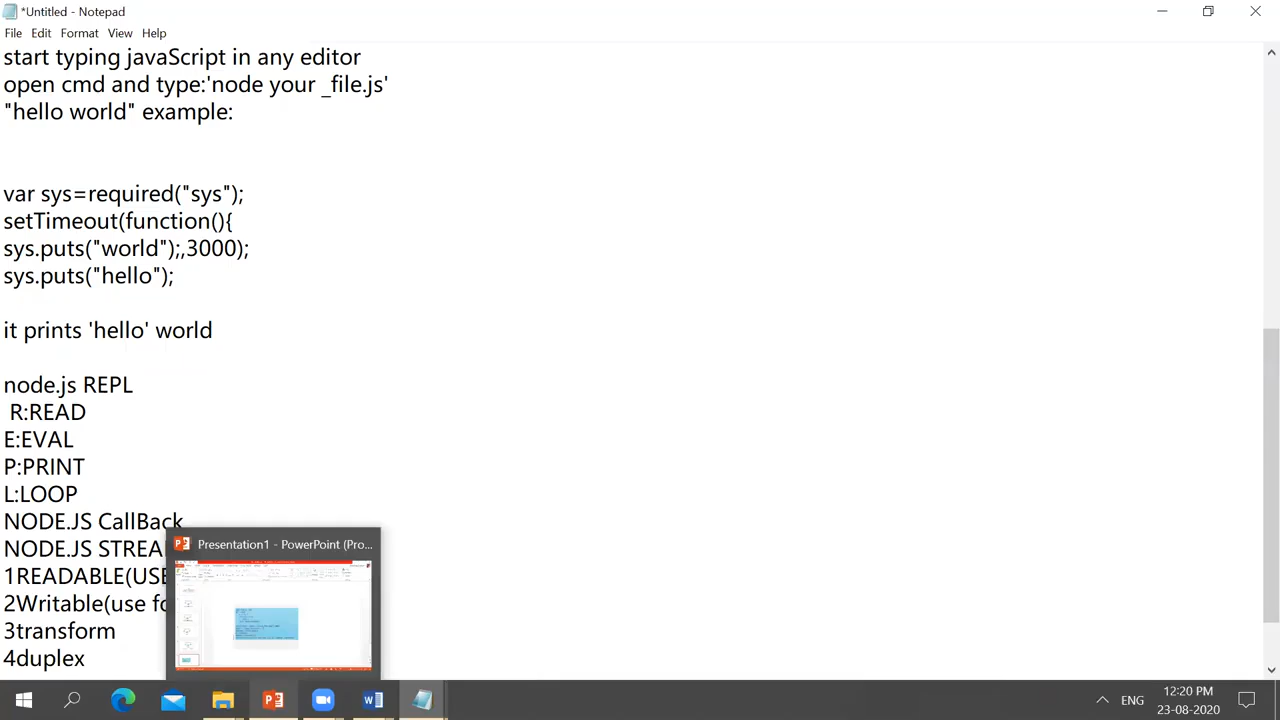 *Untitled - Notepad
File Edit Format View Help
start typing javaScript in any editor
open cmd and type:'node your _file.js'
"hello world" example:
var sys=required("sys");
setTimeout(function(){
sys.puts("world");,3000);
sys.puts("hello");
it prints 'hello' world
node.js REPL
R:READ
E:EVAL
P:PRINT
L:LOOP
NODE.JS CallBack
NODE.JS STREA
1READABLE(USE
2Writable(use fo
3transform
4duplex
Presentation1 - PowerPoint (Pro...
ENG
12:20 PM
23-08-2020